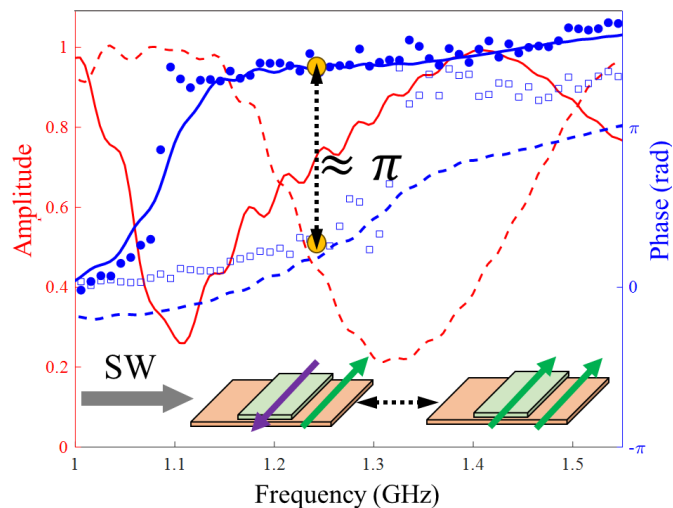 1
0.8
0.6
0.4
0.2
0
Amplitude
≈ π
π
0
-π
Phase (rad)
SW
1
1.1
1.2
1.3
1.4
1.5
Frequency (GHz)